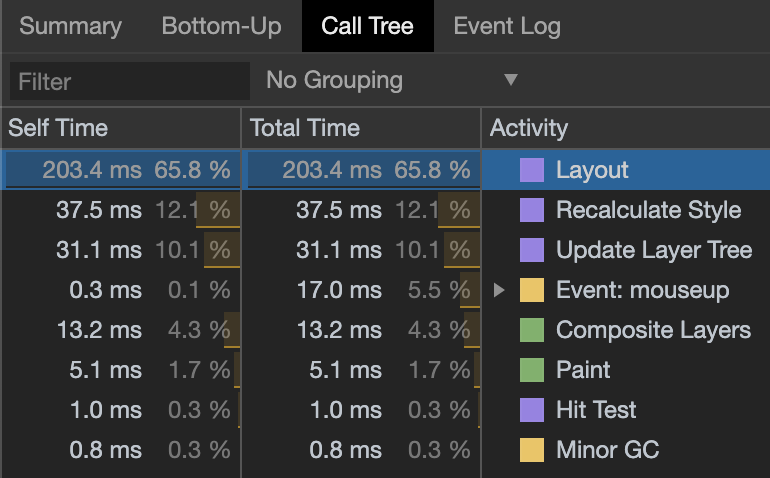 Summary Bottom-Up Call Tree Event Log
Filter No Grouping ▼
Self Time Total Time Activity
203.4 ms 65.8 % 203.4 ms 65.8 % Layout
37.5 ms 12.1 % 37.5 ms 12.1 % Recalculate Style
31.1 ms 10.1 % 31.1 ms 10.1 % Update Layer Tree
0.3 ms 0.1 % 17.0 ms 5.5 % ▶ Event: mouseup
13.2 ms 4.3 % 13.2 ms 4.3 % Composite Layers
5.1 ms 1.7 % 5.1 ms 1.7 % Paint
1.0 ms 0.3 % 1.0 ms 0.3 % Hit Test
0.8 ms 0.3 % 0.8 ms 0.3 % Minor GC